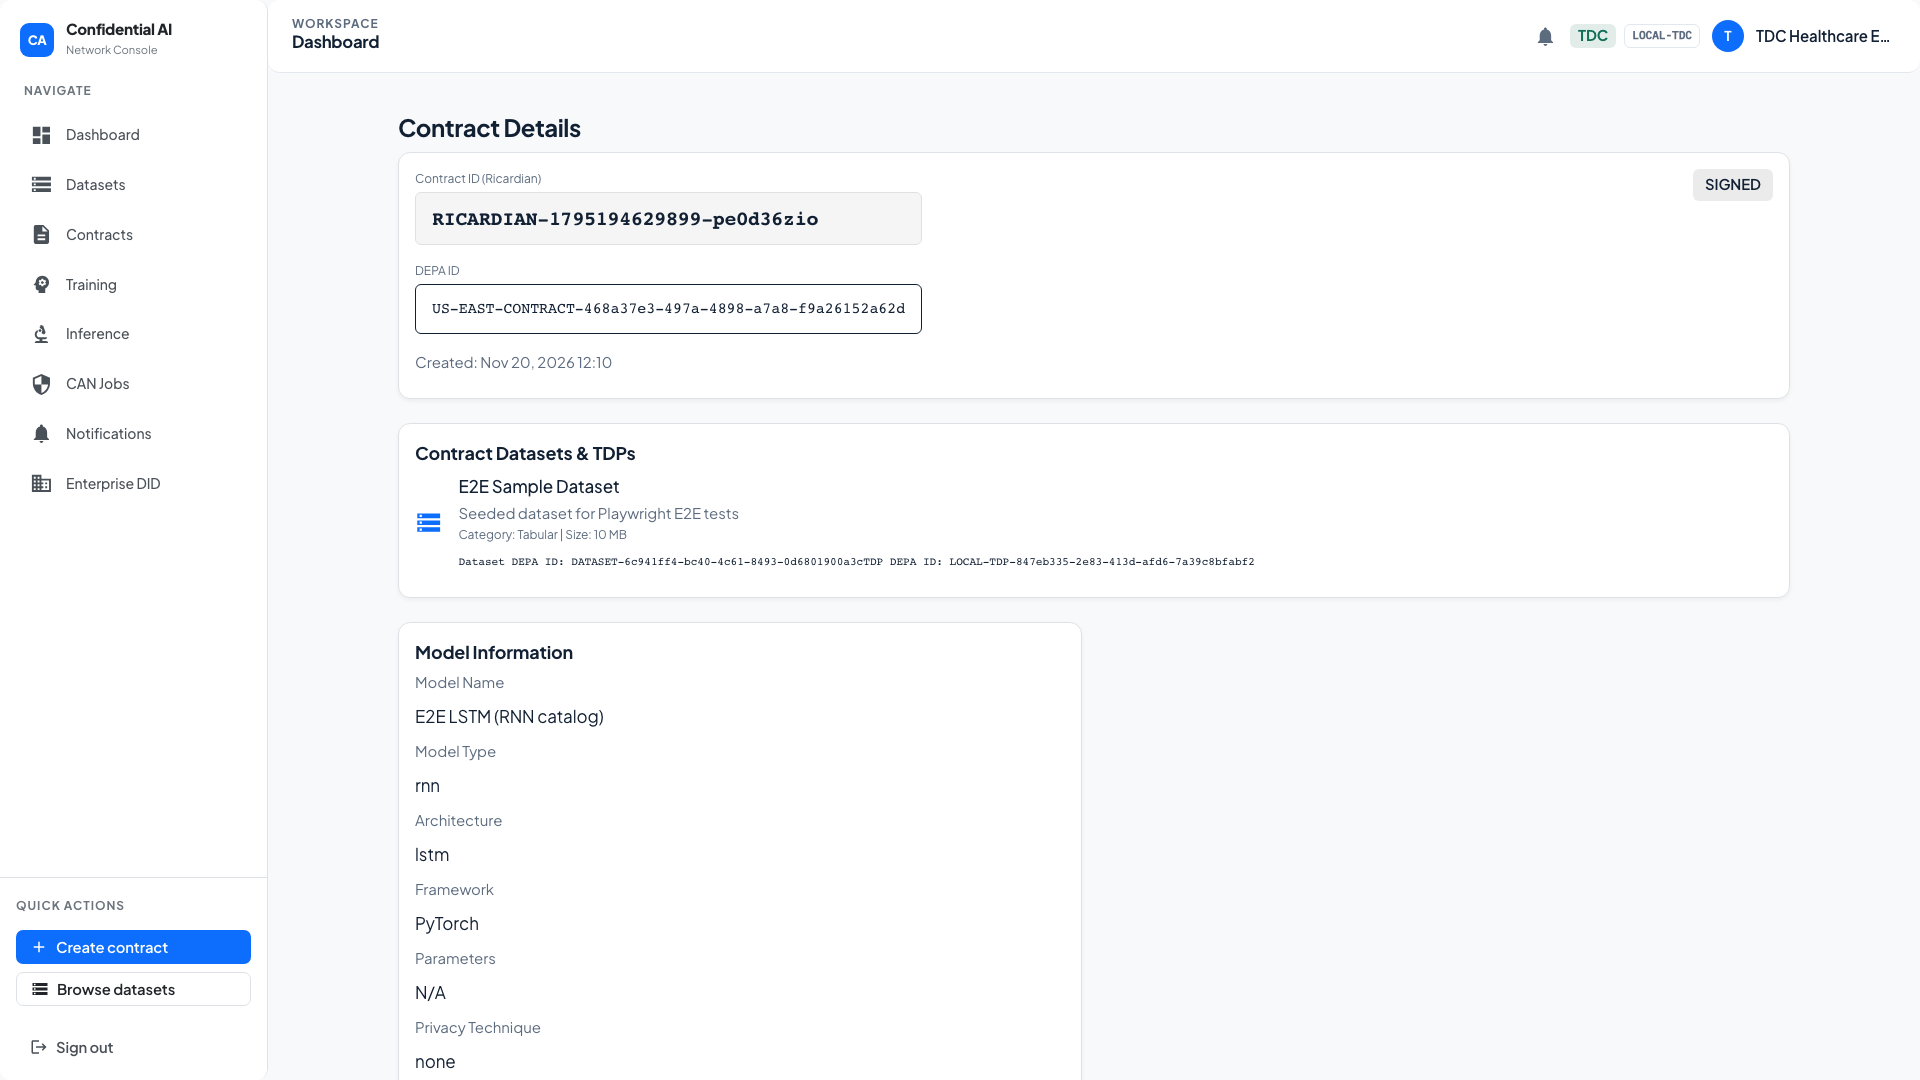 CA
Confidential AI
Network Console
NAVIGATE
Dashboard
Datasets
Contracts
Training
Inference
CAN Jobs
Notifications
Enterprise DID
QUICK ACTIONS
+ Create contract
Browse datasets
Sign out
WORKSPACE
Dashboard
TDC
LOCAL-TDC
T
TDC Healthcare E...
Contract Details
Contract ID (Ricardian)
SIGNED
RICARDIAN-1795194629899-pe0d36zio
DEPA ID
US-EAST-CONTRACT-468a37e3-497a-4898-a7a8-f9a26152a62d
Created: Nov 20, 2026 12:10
Contract Datasets & TDPs
E2E Sample Dataset
Seeded dataset for Playwright E2E tests
Category: Tabular | Size: 10 MB
Dataset DEPA ID: DATASET-6c941ff4-bc40-4c61-8493-0d6801900a3cTDP DEPA ID: LOCAL-TDP-847eb335-2e83-413d-afd6-7a39c8bfabf2
Model Information
Model Name
E2E LSTM (RNN catalog)
Model Type
rnn
Architecture
lstm
Framework
PyTorch
Parameters
N/A
Privacy Technique
none